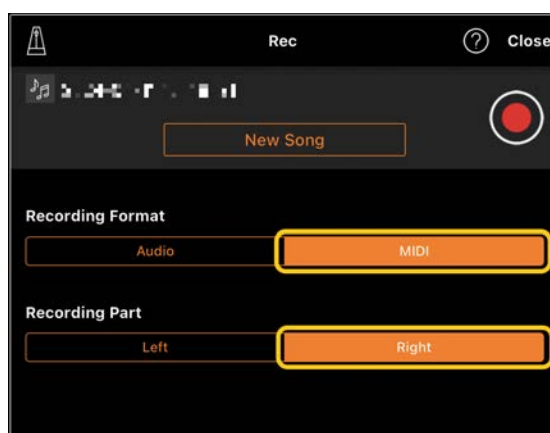 Rec
Close
New Song
Recording Format
Audio MIDI
Recording Part
Left Right